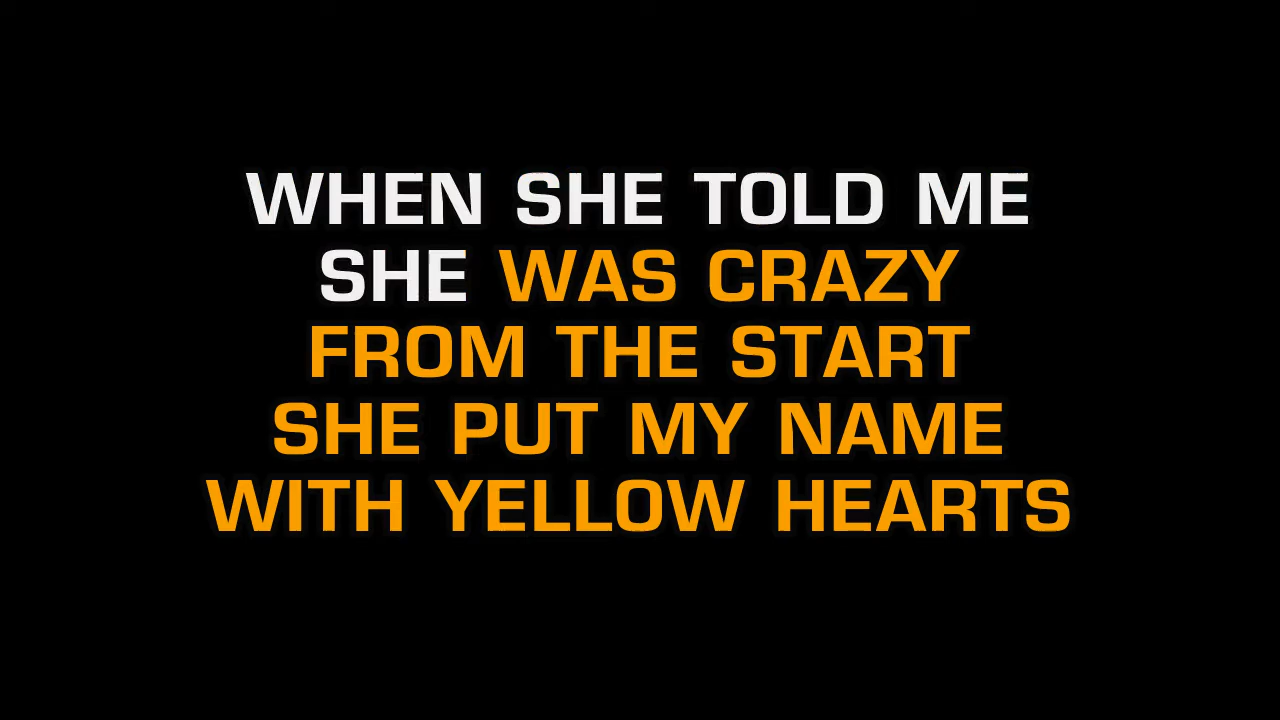 WHEN SHE TOLD ME
SHE WAS CRAZY
FROM THE START
SHE PUT MY NAME
WITH YELLOW HEARTS